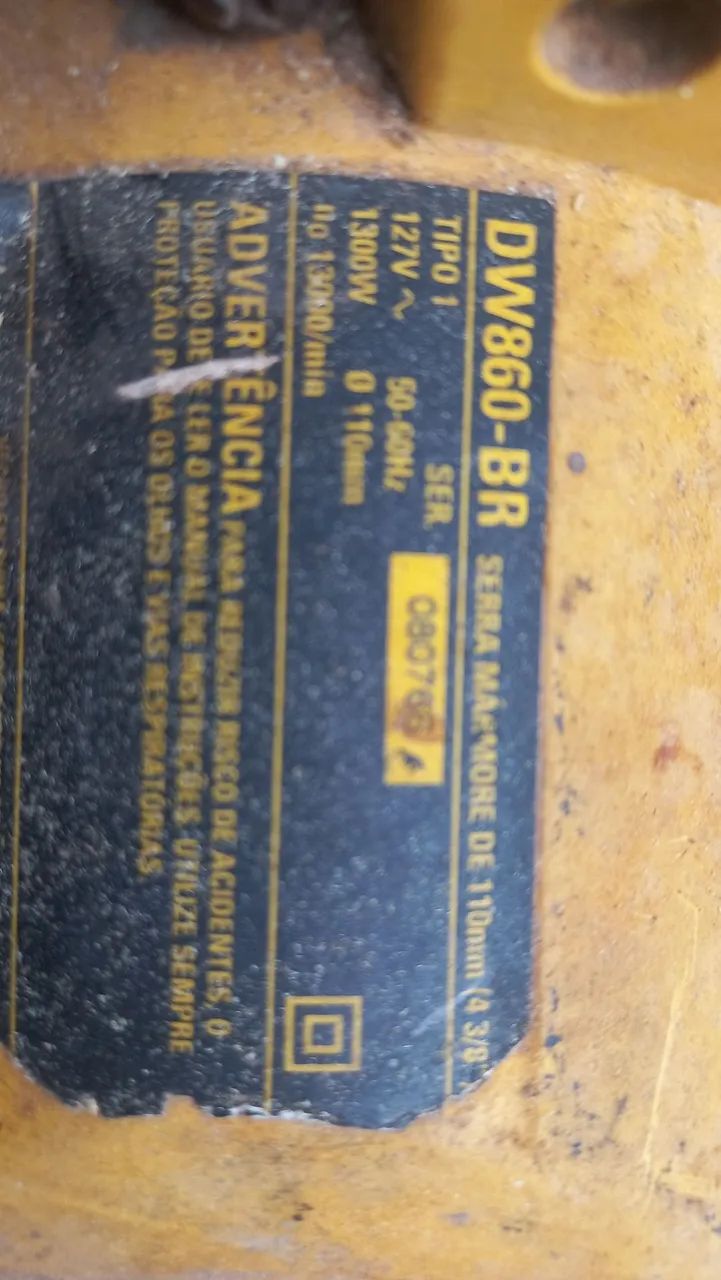 DW860-BR SERRA MÁRMORE DE 110mm (4 3/8"
TIPO 1 SER.
127V ~ 50-60Hz
1300W Ø 110mm
no 13000/min
ADVERTÊNCIA PARA REDUZIR RISCO DE ACIDENTES, O
USUÁRIO DEVE LER O MANUAL DE INSTRUÇÕES. UTILIZE SEMPRE
PROTEÇÃO PARA OS OLHOS E VIAS RESPIRATÓRIAS